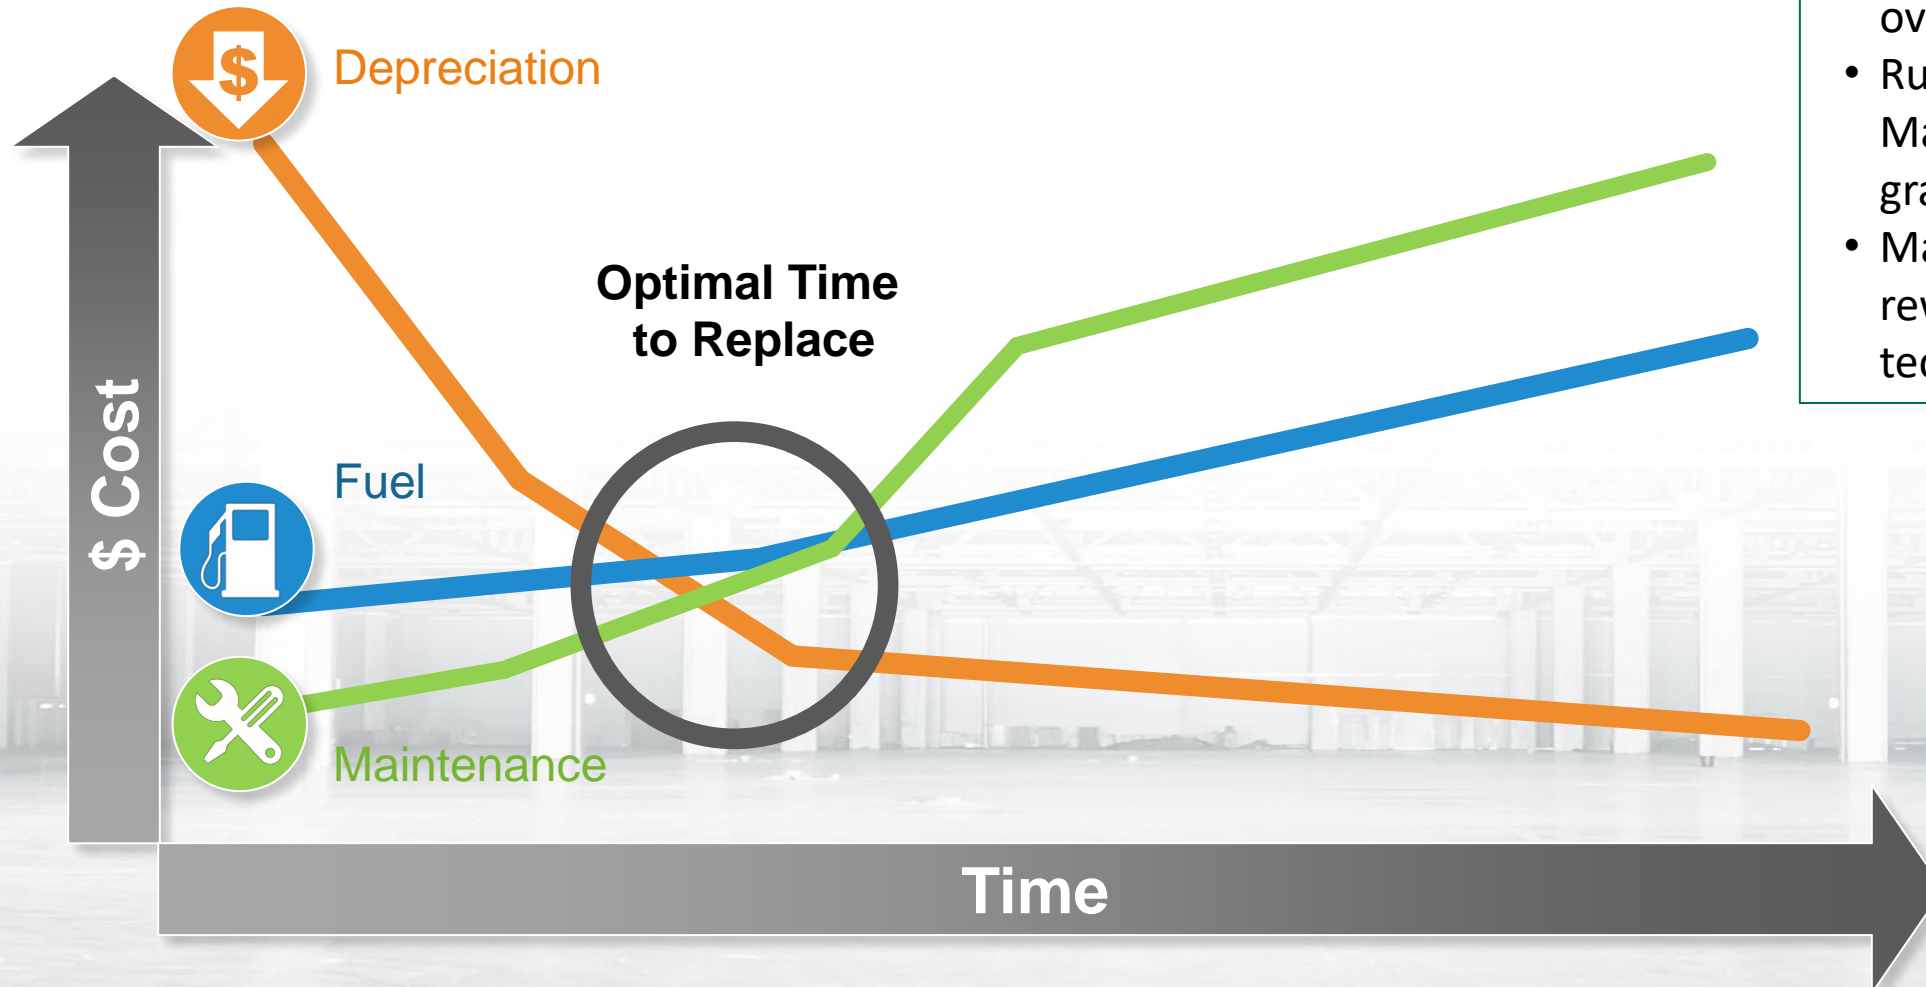 Depreciation
Optimal Time
to Replace
$ Cost
Fuel
Maintenance
Time
$